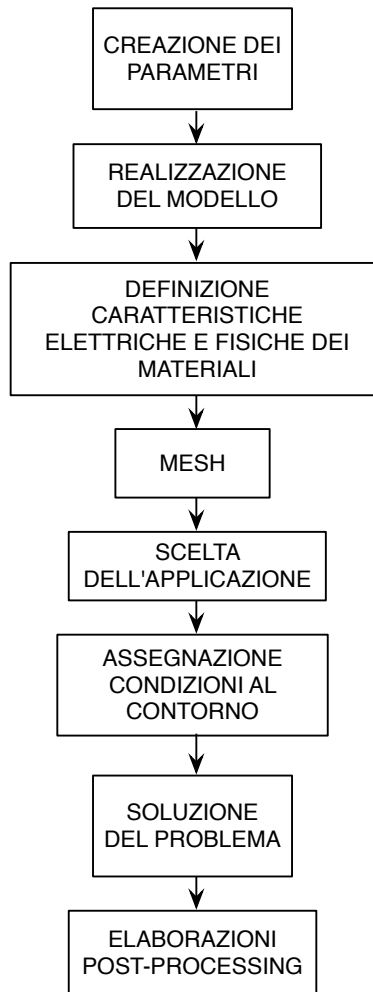 CREAZIONE DEI
PARAMETRI
REALIZZAZIONE
DEL MODELLO
DEFINIZIONE
CARATTERISTICHE
ELETTRICHE E FISICHE DEI
MATERIALI
MESH
SCELTA
DELL'APPLICAZIONE
ASSEGNAZIONE
CONDIZIONI AL
CONTORNO
SOLUZIONE
DEL PROBLEMA
ELABORAZIONI
POST-PROCESSING